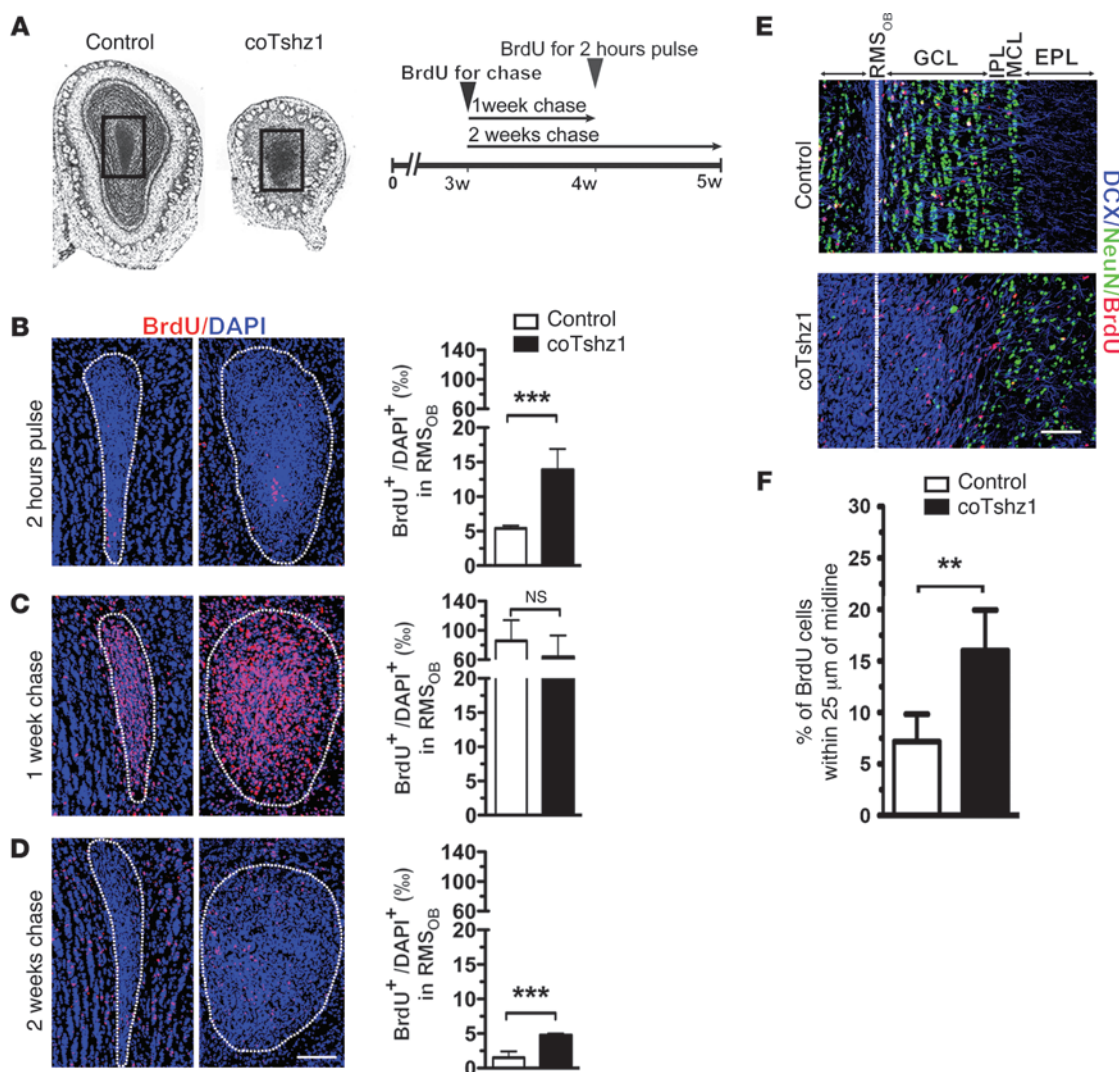 A
Control
coTshz1
BrdU for 2 hours pulse
BrdU for chase
1week chase
2 weeks chase
0
3w
4w
5w
B
BrdU/DAPI
2 hours pulse
Control
coTshz1
BrdU⁺/DAPI⁺ (‰)
in RMS_OB
140
100
60
20
15
10
5
0
***
C
1 week chase
BrdU⁺/DAPI⁺ (‰)
in RMS_OB
140
100
60
20
15
10
5
0
NS
D
2 weeks chase
BrdU⁺/DAPI⁺ (‰)
in RMS_OB
140
100
60
20
15
10
5
0
***
E
RMS_OB
GCL
IPL
MCL
EPL
Control
coTshz1
DCX/NeuN/BrdU
F
Control
coTshz1
% of BrdU cells
within 25 μm of midline
30
25
20
15
10
5
0
**